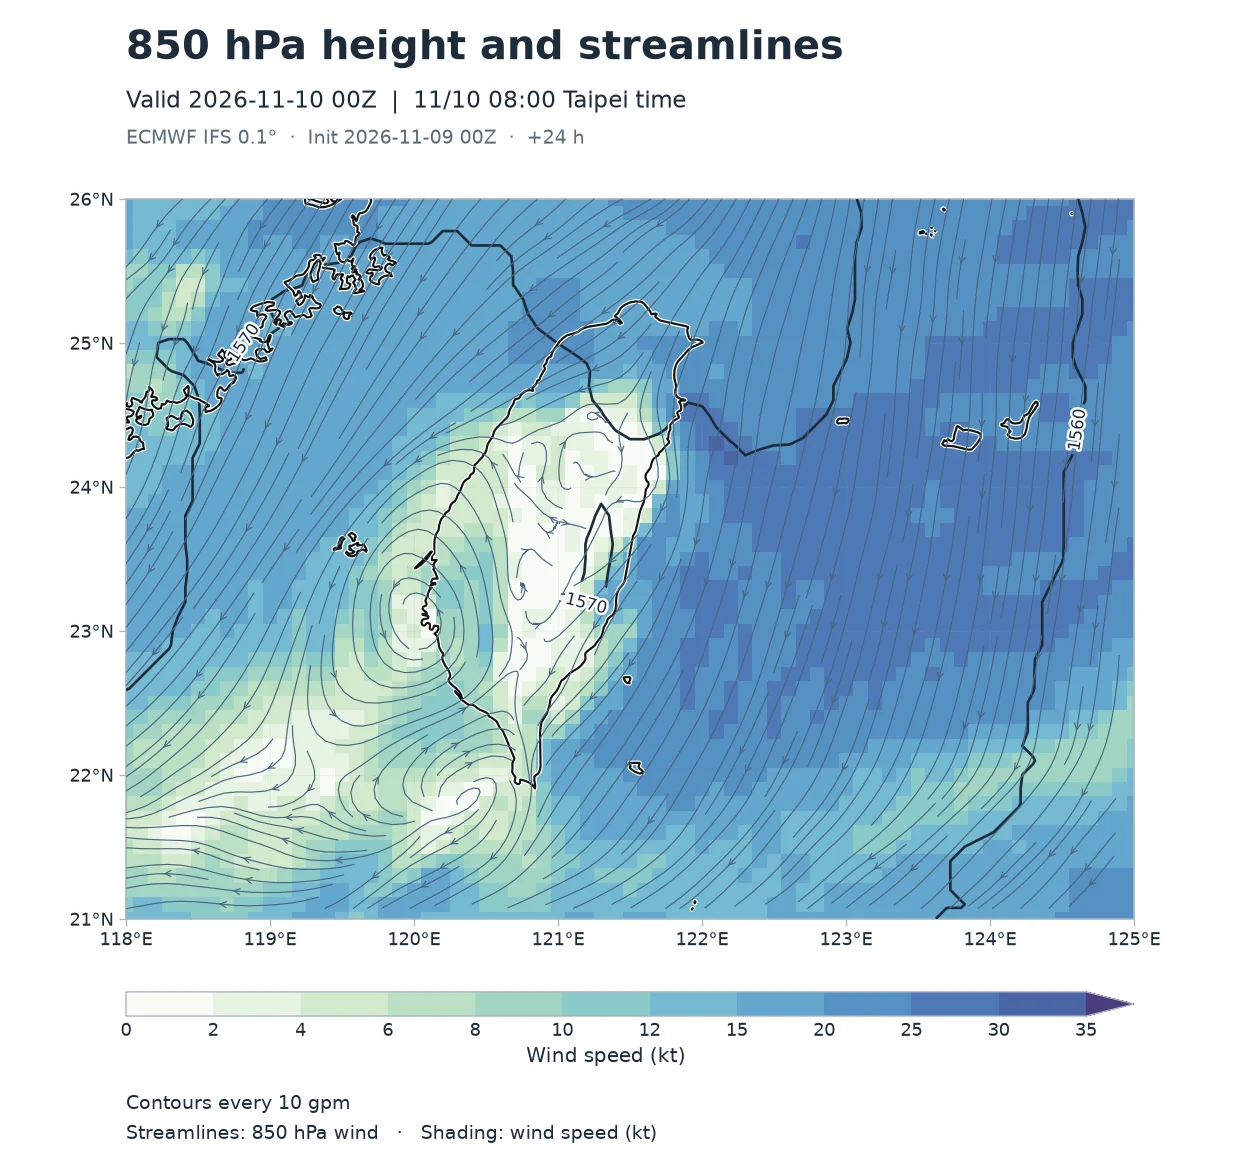 850 hPa height and streamlines
Valid 2026-11-10 00Z | 11/10 08:00 Taipei time
ECMWF IFS 0.1° · Init 2026-11-09 00Z · +24 h
26°N
25°N
1570
1560
24°N
1570
23°N
22°N
21°N
118°E 119°E 120°E 121°E 122°E 123°E 124°E 125°E
0 2 4 6 8 10 12 15 20 25 30 35
Wind speed (kt)
Contours every 10 gpm
Streamlines: 850 hPa wind · Shading: wind speed (kt)